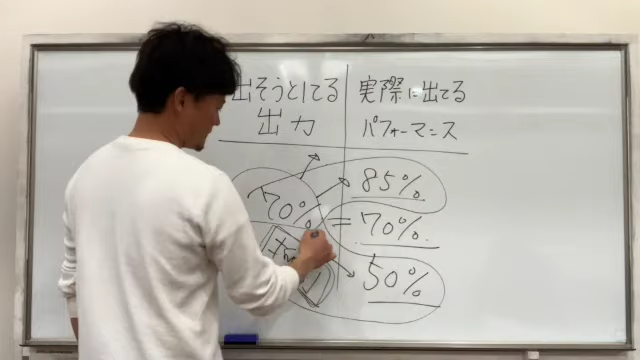 出そうとしてる
出力
実際に出てる
パフォーマンス
85%
70%
=
70%
50%